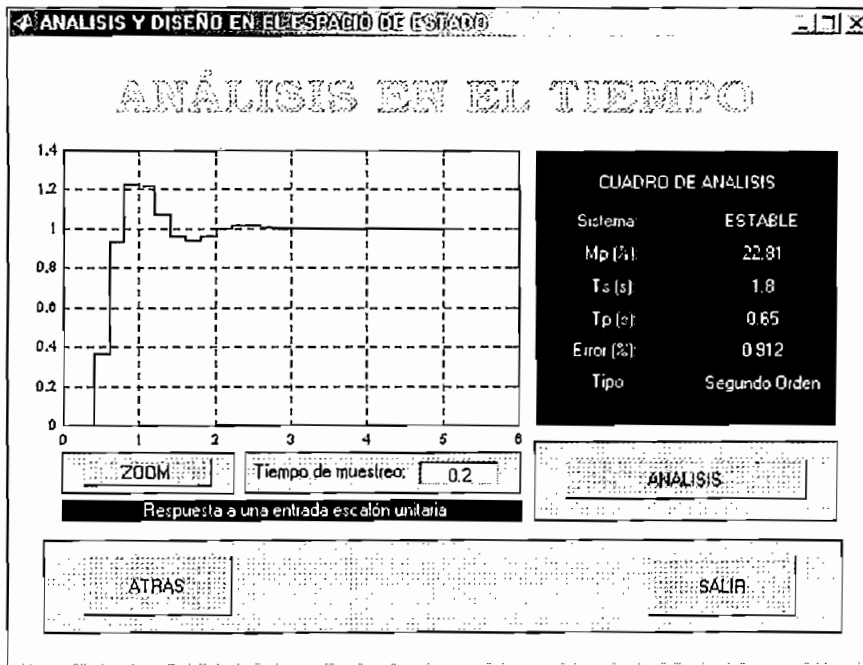 ANALISIS Y DISEÑO EN EL ESPACIO DE ESTADO
ANÁLISIS EN EL TIEMPO
1.4
1.2
1
0.8
0.6
0.4
0.2
0
0 1 2 3 4 5 6
CUADRO DE ANALISIS
Sistema: ESTABLE
Mp (%): 22.81
Ts (s): 1.8
Tp (s): 0.65
Error (%): 0.912
Tipo Segundo Orden
ZOOM
Tiempo de muestreo: 0.2
ANALISIS
Respuesta a una entrada escalón unitaria
ATRAS
SALIR